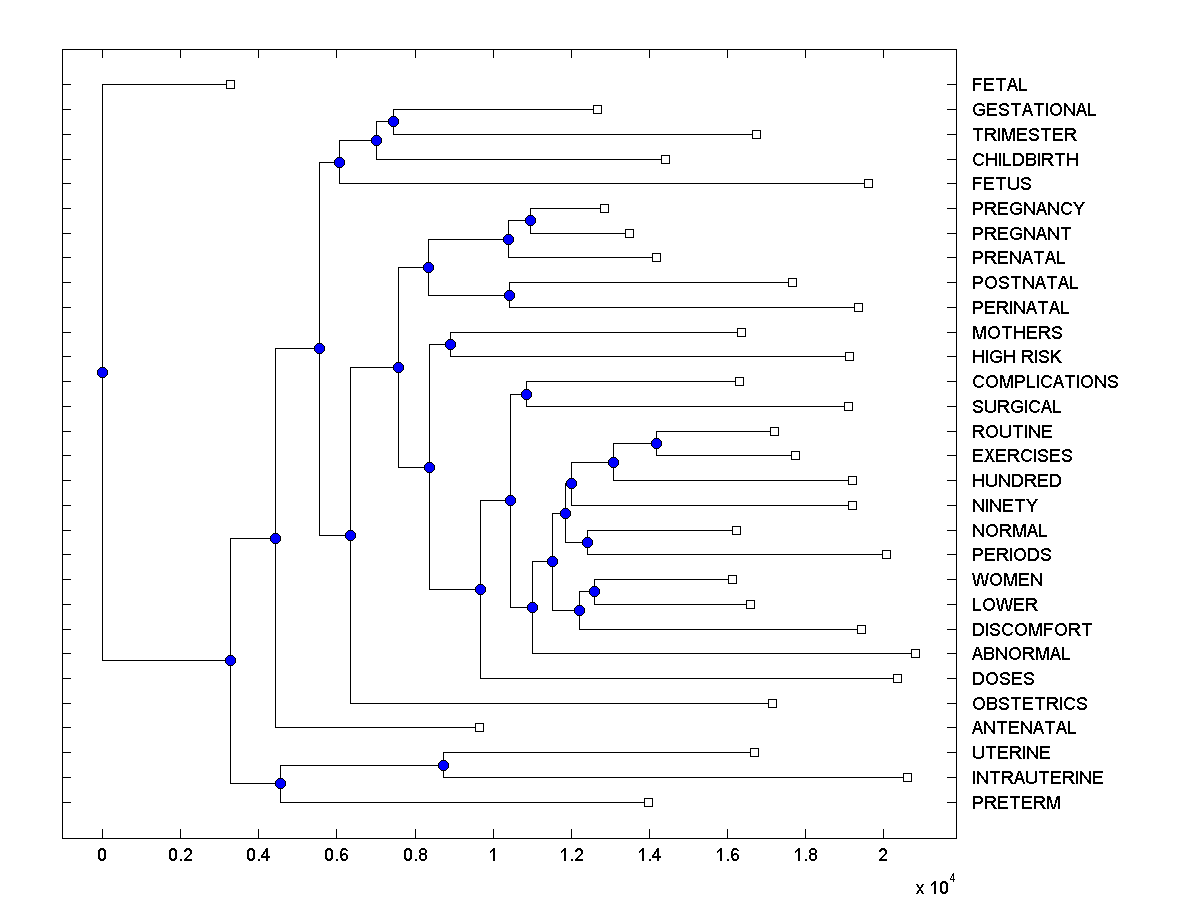 FETAL
GESTATIONAL
TRIMESTER
CHILDBIRTH
FETUS
PREGNANCY
PREGNANT
PRENATAL
POSTNATAL
PERINATAL
MOTHERS
HIGH RISK
COMPLICATIONS
SURGICAL
ROUTINE
EXERCISES
HUNDRED
NINETY
NORMAL
PERIODS
WOMEN
LOWER
DISCOMFORT
ABNORMAL
DOSES
OBSTETRICS
ANTENATAL
UTERINE
INTRAUTERINE
PRETERM
0 0.2 0.4 0.6 0.8 1 1.2 1.4 1.6 1.8 2
x 10^4